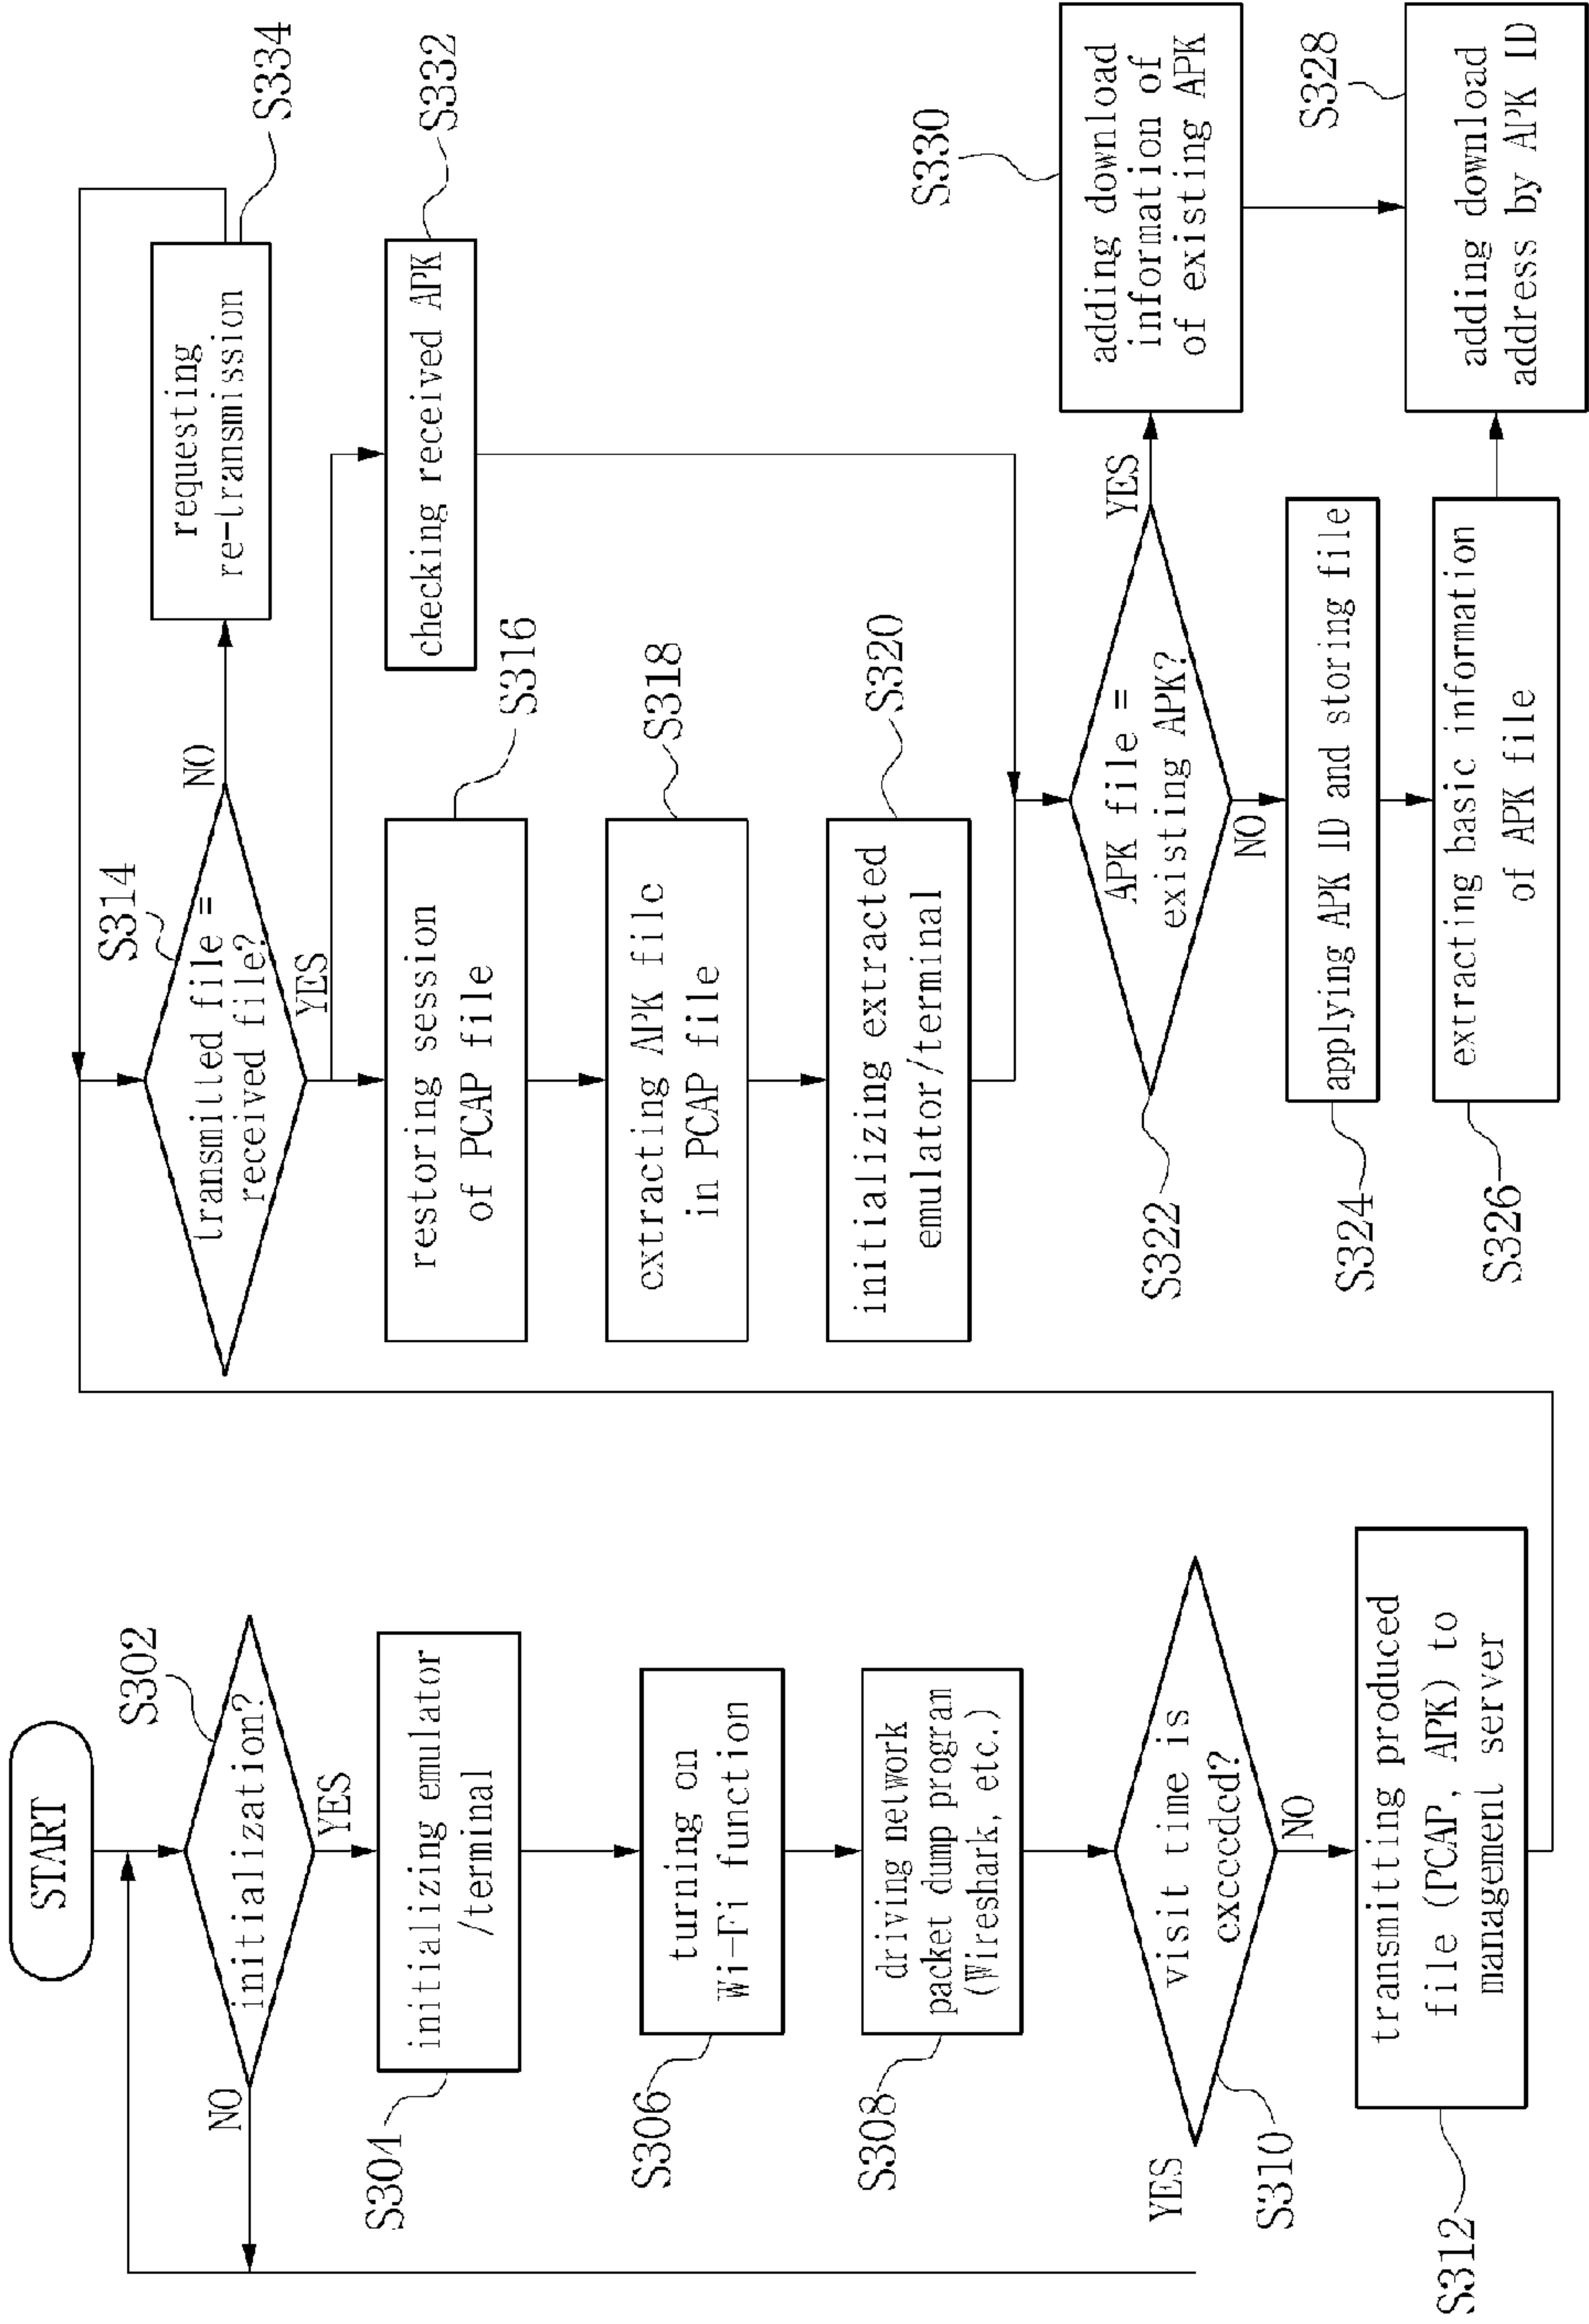 START
S302
initialization?
NO
YES
initializing emulator
/terminal
S304
turning on
Wi-Fi function
S306
driving network
packet dump program
(Wireshark, etc.)
S308
visit time is
exceeded?
YES
NO
S310
transmitting produced
file (PCAP, APK) to
management server
S312
S314
transmitted file =
received file?
NO
YES
requesting
re-transmission
S334
restoring session
of PCAP file
S316
checking received APK
S332
extracting APK file
in PCAP file
S318
initializing extracted
emulator/terminal
S320
APK file =
existing APK?
YES
NO
S322
adding download
information of
of existing APK
S330
applying APK ID and storing file
S324
extracting basic information
of APK file
S326
adding download
address by APK ID
S328